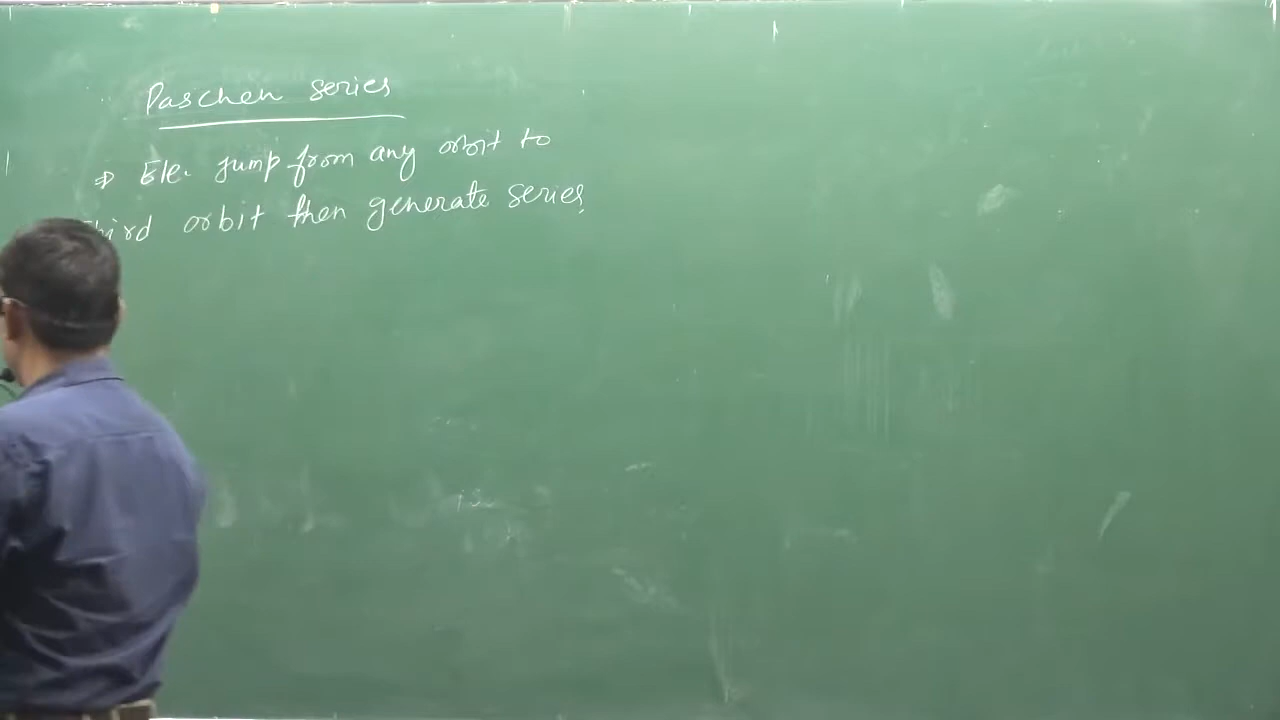 Paschen series
⇒ Ele. jump from any orbit to
third orbit then generate series